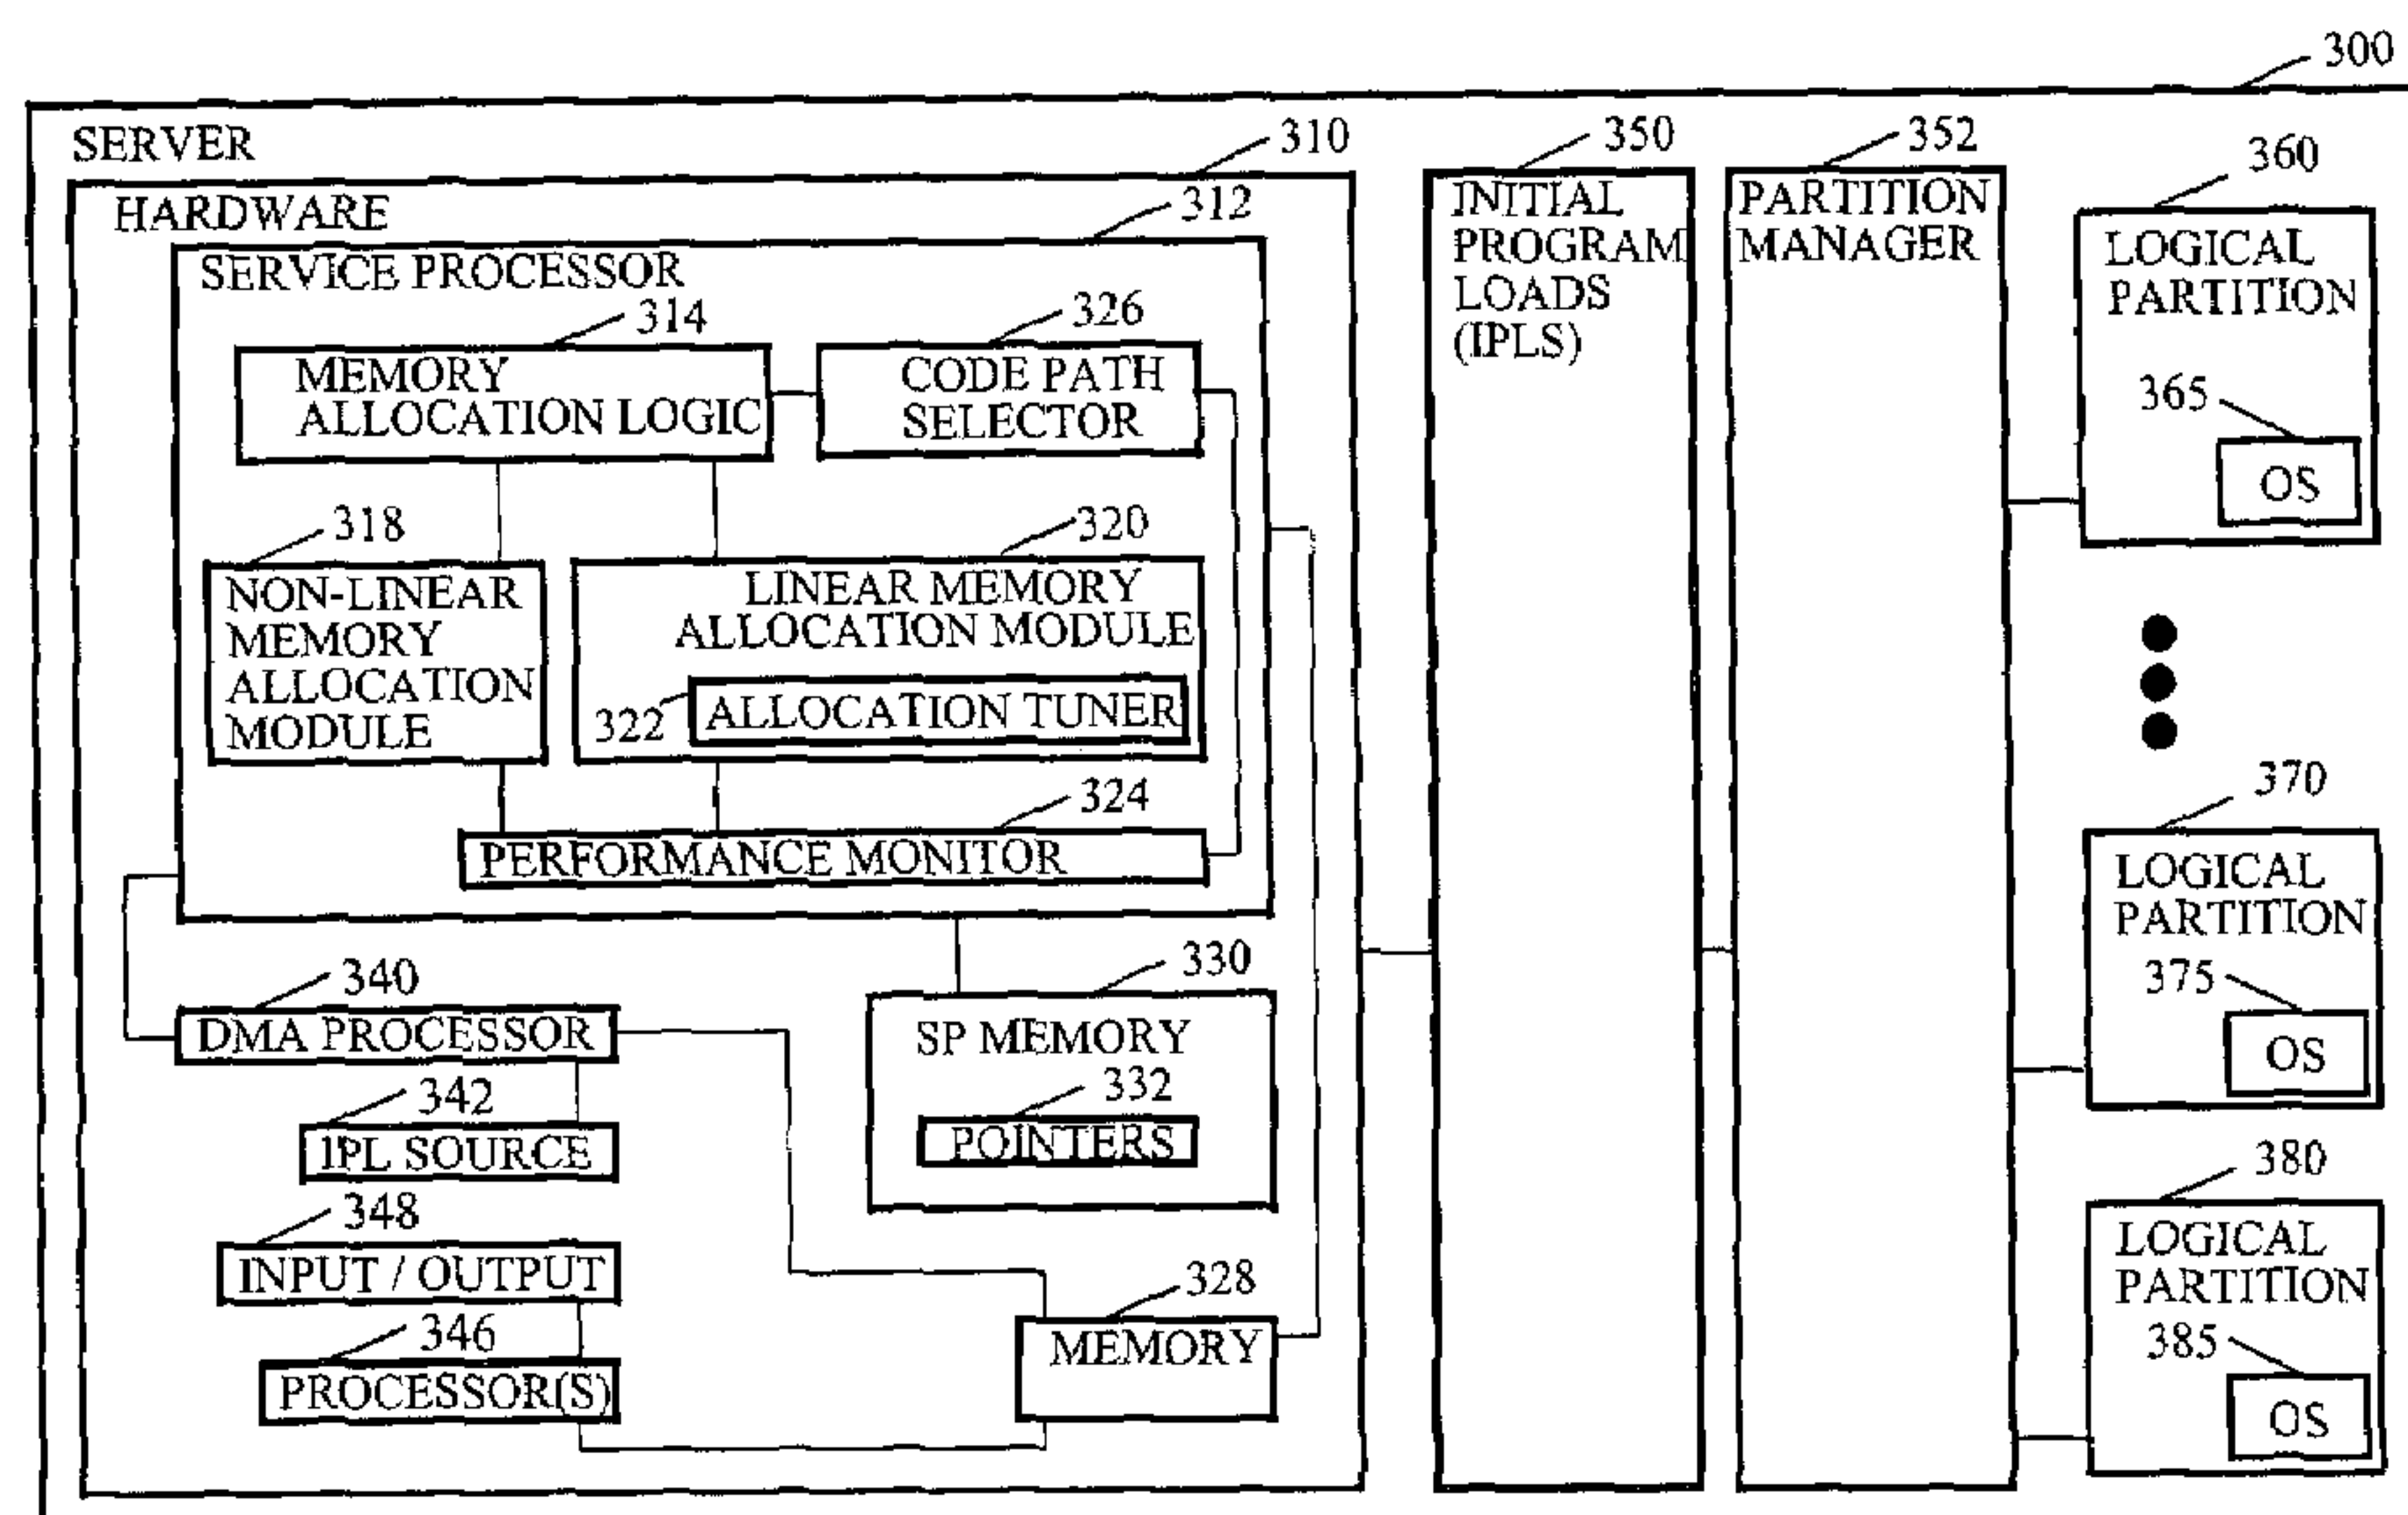 300
SERVER
310
HARDWARE
312
SERVICE PROCESSOR
314
MEMORY
ALLOCATION LOGIC
326
CODE PATH
SELECTOR
318
NON-LINEAR
MEMORY
ALLOCATION
MODULE
320
LINEAR MEMORY
ALLOCATION MODULE
322
ALLOCATION TUNER
324
PERFORMANCE MONITOR
340
DMA PROCESSOR
342
IPL SOURCE
348
INPUT / OUTPUT
346
PROCESSOR(S)
330
SP MEMORY
332
POINTERS
328
MEMORY
350
INITIAL
PROGRAM
LOADS
(IPLS)
352
PARTITION
MANAGER
360
LOGICAL
PARTITION
365
OS
370
LOGICAL
PARTITION
375
OS
380
LOGICAL
PARTITION
385
OS